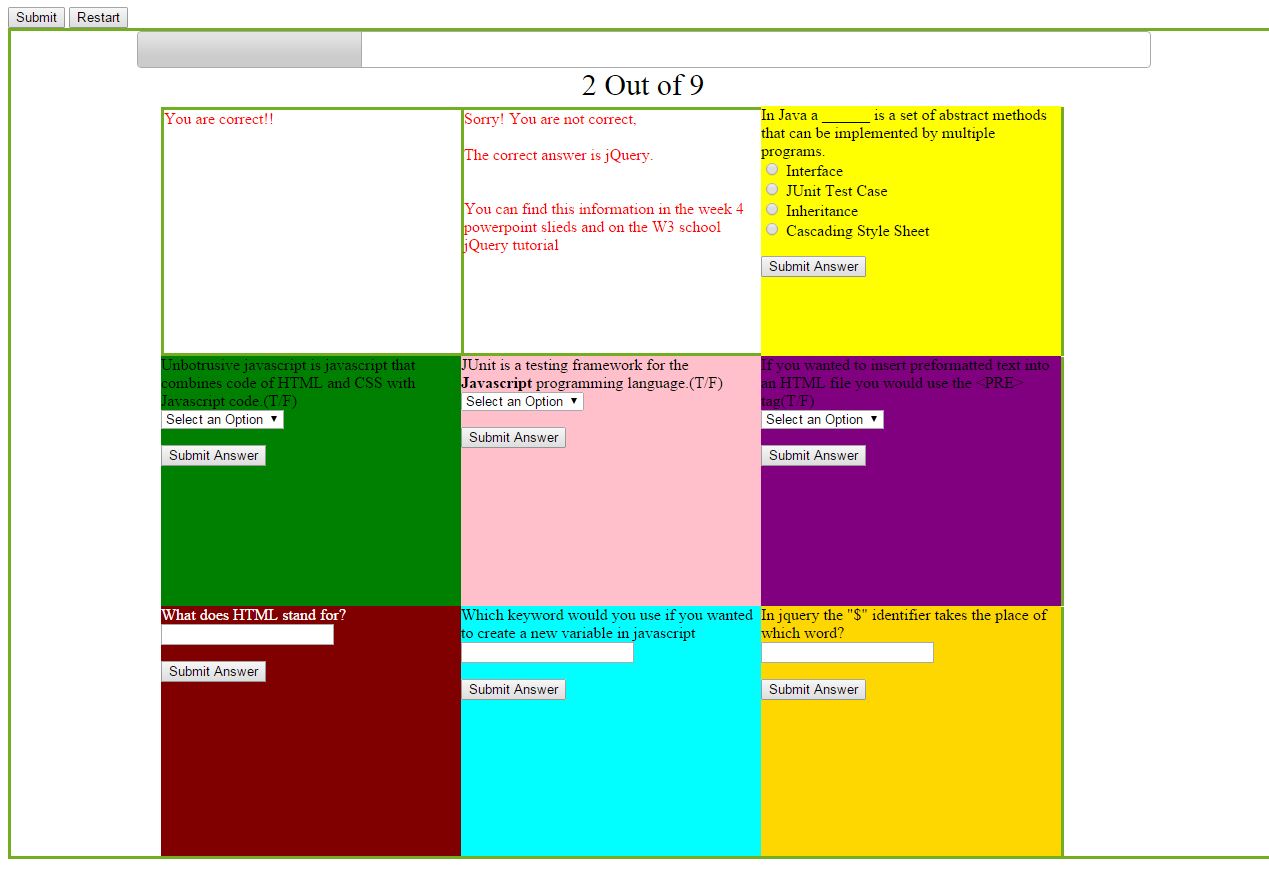 Submit Restart
2 Out of 9
You are correct!!
Sorry! You are not correct,
The correct answer is jQuery.
You can find this information in the week 4
powerpoint slieds and on the W3 school
jQuery tutorial
In Java a ______ is a set of abstract methods
that can be implemented by multiple
programs.
Interface
JUnit Test Case
Inheritance
Cascading Style Sheet
Submit Answer
Unbotrusive javascript is javascript that
combines code of HTML and CSS with
Javascript code.(T/F)
Select an Option
Submit Answer
JUnit is a testing framework for the
Javascript programming language.(T/F)
Select an Option
Submit Answer
If you wanted to insert preformatted text into
an HTML file you would use the <PRE>
tag(T/F)
Select an Option
Submit Answer
What does HTML stand for?
Submit Answer
Which keyword would you use if you wanted
to create a new variable in javascript
Submit Answer
In jquery the "$" identifier takes the place of
which word?
Submit Answer